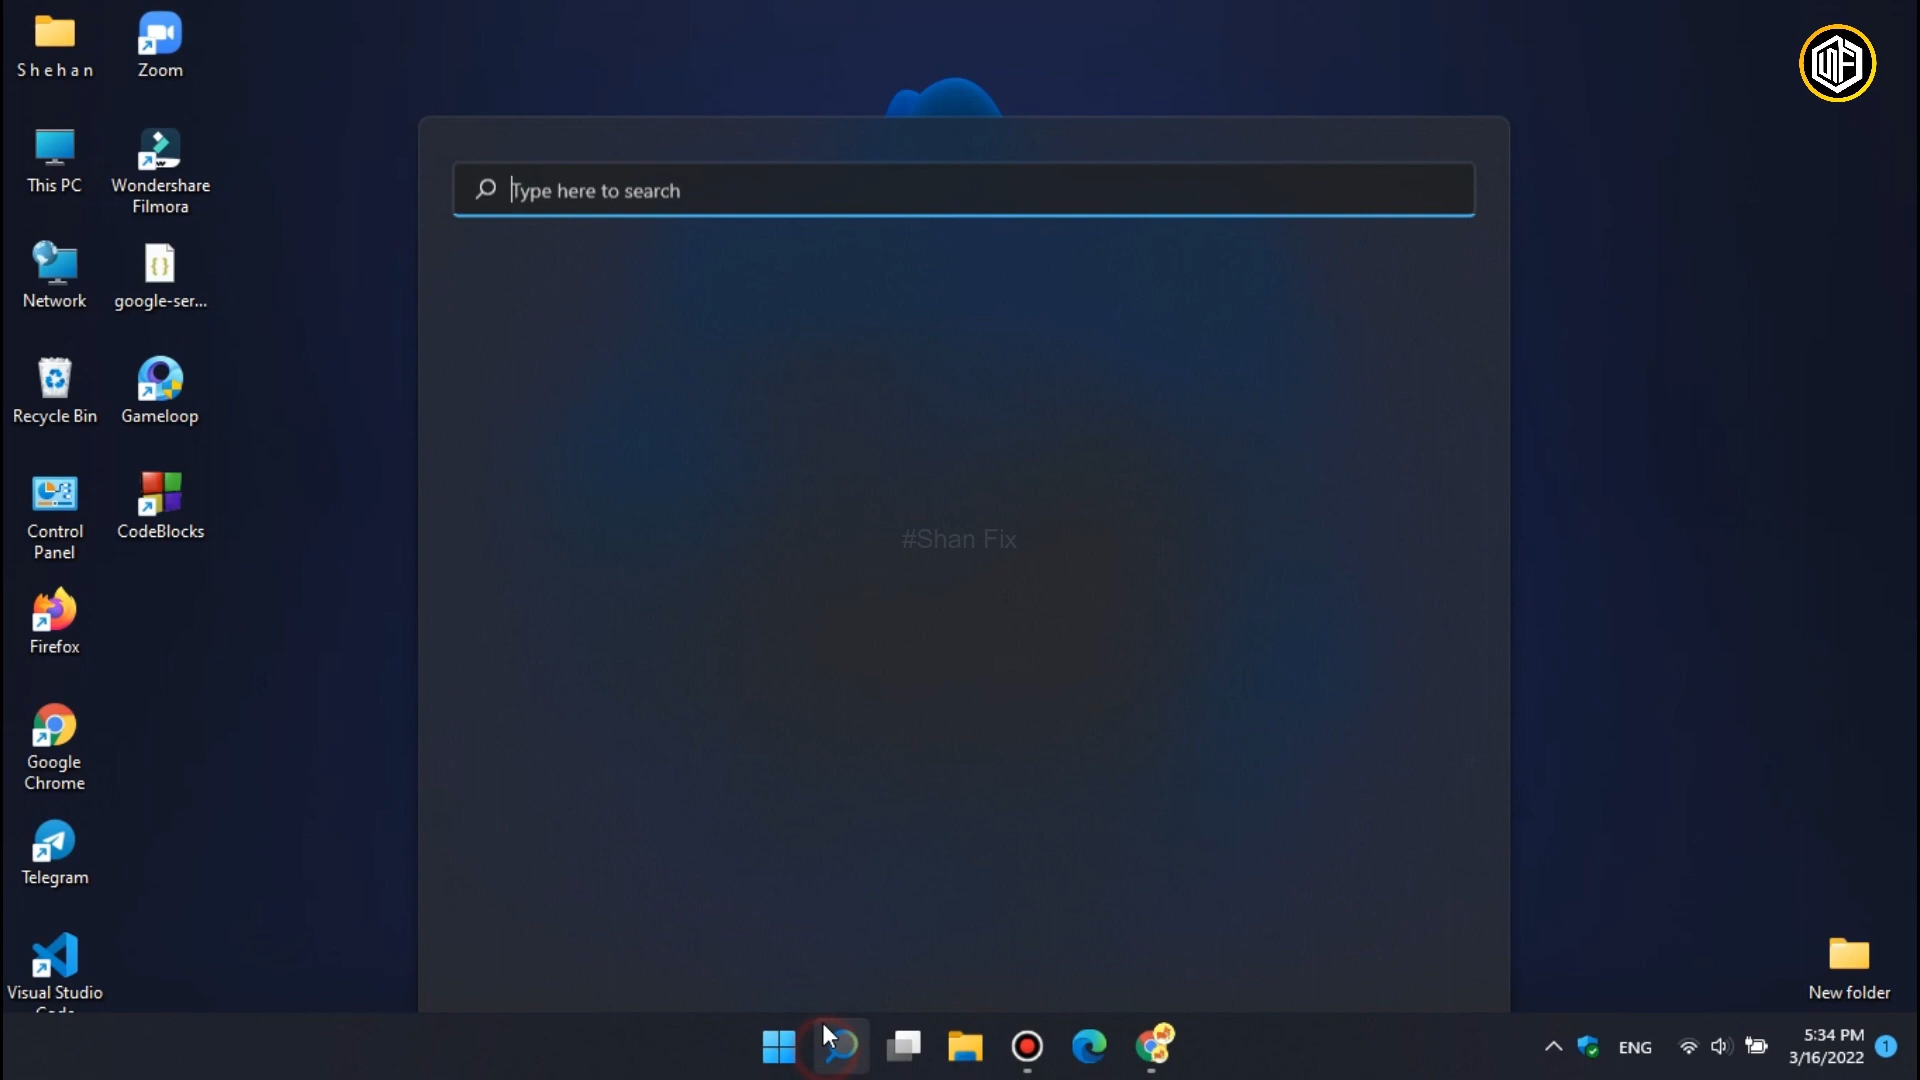 S h e h a n
Zoom
This PC
Wondershare
Filmora
Type here to search
Network
google-ser...
Recycle Bin
Gameloop
Control
Panel
CodeBlocks
#Shan Fix
Firefox
Google
Chrome
Telegram
Visual Studio
Code
New folder
ENG
5:34 PM
3/16/2022
1